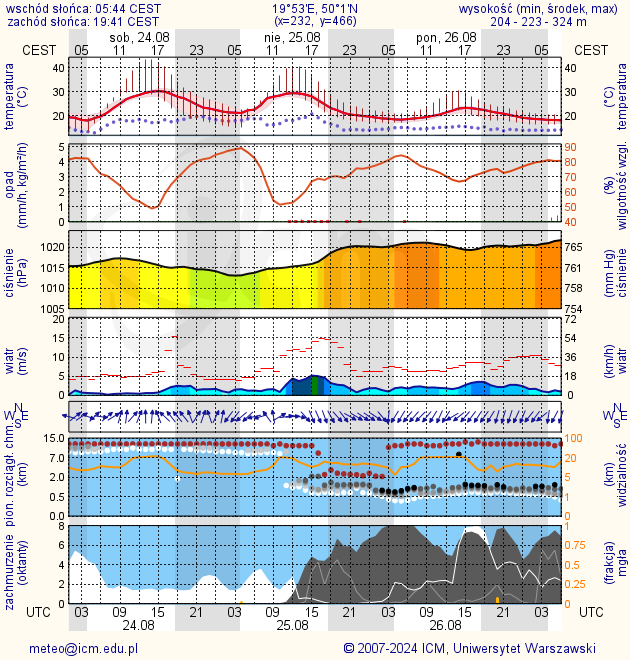 wschód słońca: 05:44 CEST 19°53'E, 50°1'N wysokość (min, środek, max)
zachód słońca: 19:41 CEST (x=232, y=466) 204 - 223 - 324 m
sob, 24.08 nie, 25.08 pon, 26.08
CEST 05 11 17 23 05 11 17 23 05 11 17 23 05 CEST
temperatura (°C) 40 30 20 40 30 20 (°C) temperatura
opad (mm/h, kg/m²/h) 5 4 3 2 1 0 90 80 70 60 50 40 (%) wilgotność wzgl.
ciśnienie (hPa) 1020 1015 1010 1005 765 761 758 754 (mm Hg) ciśnienie
wiatr (m/s) 20 15 10 5 0 72 54 36 18 0 (km/h) wiatr
N W E S N W E S
pion. rozciągł. chm. (km) 15.0 6.0 2.0 0.5 0.0 100 20 5 1 0 (km) widzialność
zachmurzenie (oktanty) 8 6 4 2 0 1 0.75 0.5 0.25 0 (frakcja) mgła
UTC 03 09 15 21 03 09 15 21 03 09 15 21 03 UTC
24.08 25.08 26.08
meteo@icm.edu.pl © 2007-2024 ICM, Uniwersytet Warszawski